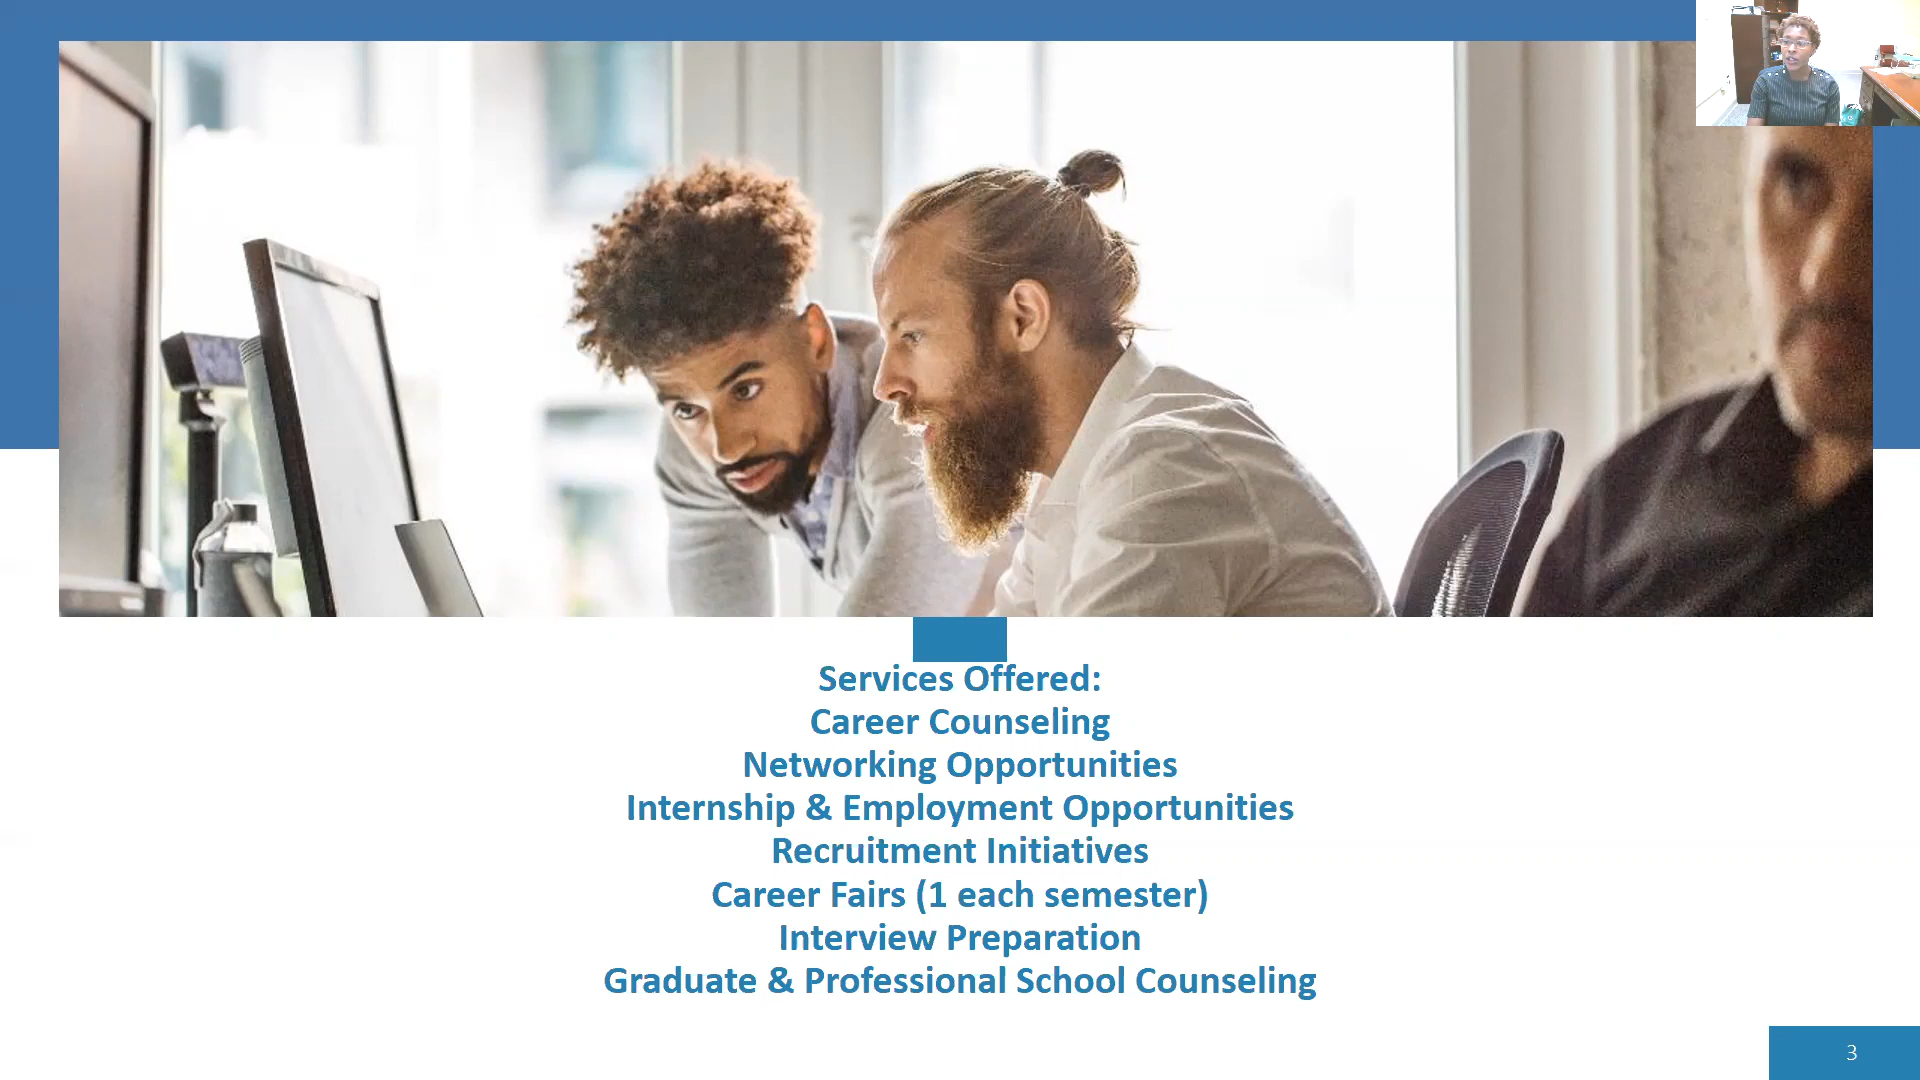 Services Offered:
Career Counseling
Networking Opportunities
Internship & Employment Opportunities
Recruitment Initiatives
Career Fairs (1 each semester)
Interview Preparation
Graduate & Professional School Counseling
3